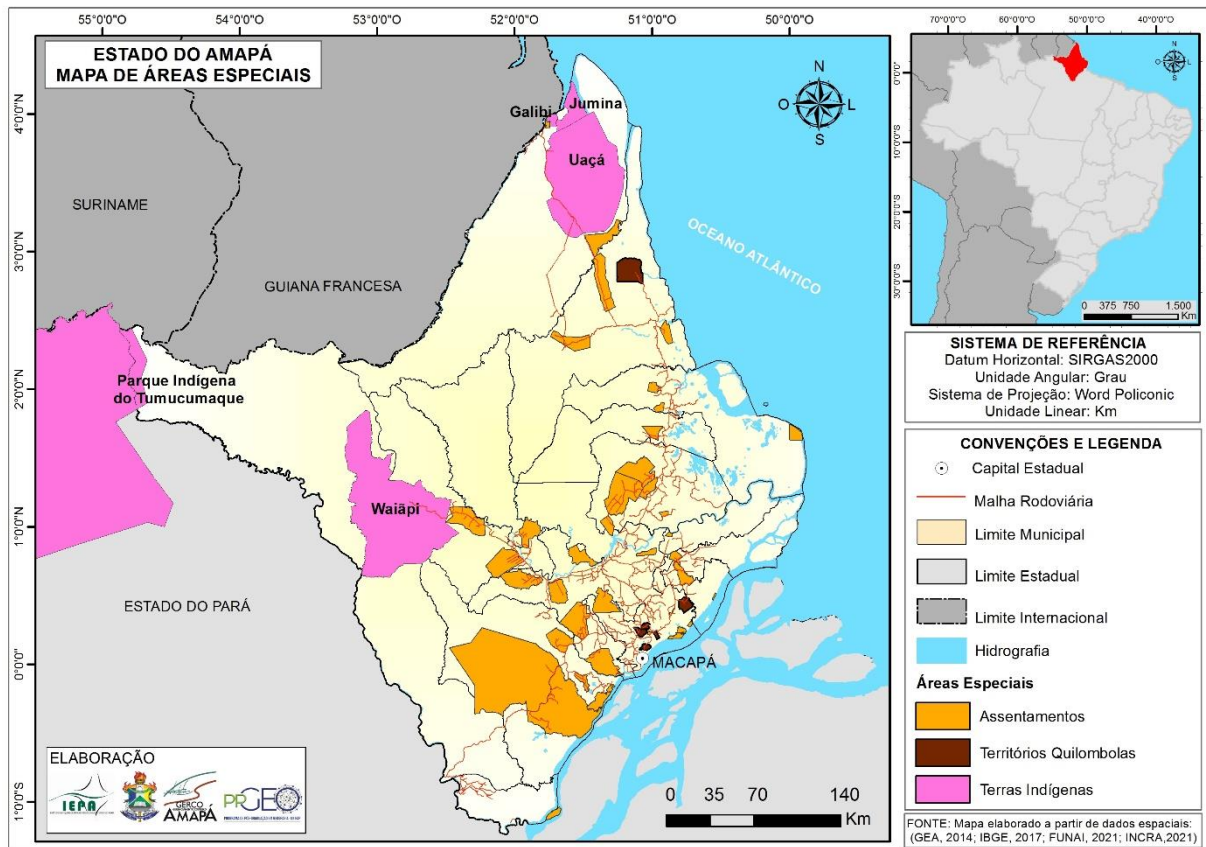 55°0'0"O 54°0'0"O 53°0'0"O 52°0'0"O 51°0'0"O 50°0'0"O
ESTADO DO AMAPÁ
MAPA DE ÁREAS ESPECIAIS
4°0'0"N
3°0'0"N
2°0'0"N
1°0'0"N
0°0'0"
1°0'0"S
N
O L
S
Galibi
Jumina
Uaçá
SURINAME
OCEANO ATLÂNTICO
GUIANA FRANCESA
Parque Indígena
do Tumucumaque
Waiãpi
ESTADO DO PARÁ
MACAPÁ
ELABORAÇÃO
IEPA
GERCO
AMAPÁ
PRGEO
0 35 70 140
Km
70°0'0"O 60°0'0"O 50°0'0"O 40°0'0"O
0°0'0"
10°0'0"S
20°0'0"S
30°0'0"S
N
O L
S
0 375 750 1.500
Km
SISTEMA DE REFERÊNCIA
Datum Horizontal: SIRGAS2000
Unidade Angular: Grau
Sistema de Projeção: Word Policonic
Unidade Linear: Km
CONVENÇÕES E LEGENDA
Capital Estadual
Malha Rodoviária
Limite Municipal
Limite Estadual
Limite Internacional
Hidrografia
Áreas Especiais
Assentamentos
Territórios Quilombolas
Terras Indígenas
FONTE: Mapa elaborado a partir de dados espaciais:
(GEA, 2014; IBGE, 2017; FUNAI, 2021; INCRA,2021)